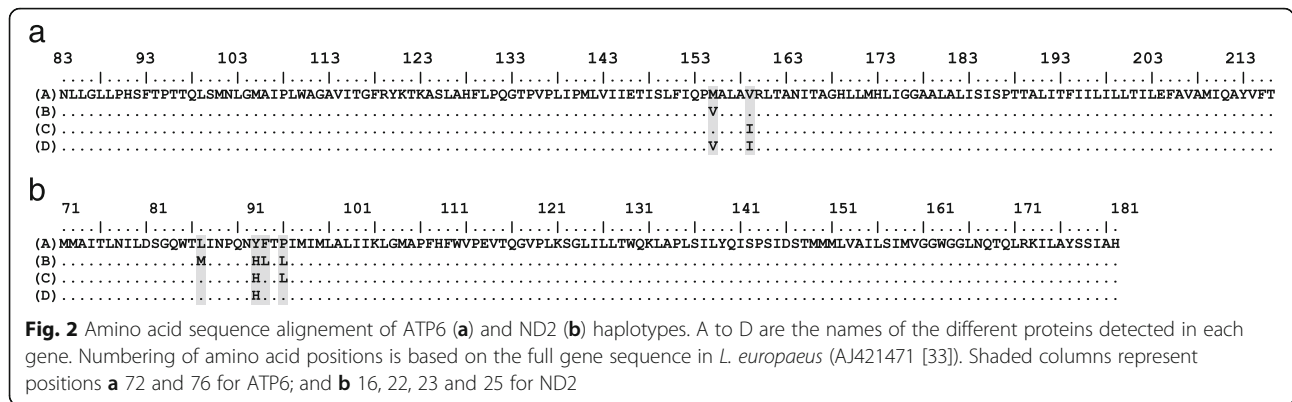 a
83 93 103 113 123 133 143 153 163 173 183 193 203 213
(A) NLLGLLPHSFTPTTQLSMNLGMAIPLWAGAVITGFRYKTKASLAHFLPQGTPVPLIPMLVIIETISLFIQPMALAVRLTANITAGHLLMHLIGGAALALISISPTTALITFIILILLTILEFAVAMIQAYVFT
(B) .......................................................................V.............................................................
(C) ...........................................................................I.........................................................
(D) .......................................................................V...I.........................................................
b
71 81 91 101 111 121 131 141 151 161 171 181
(A) MMAITLNILDSGQWTLINPQNYFTPIMIMLALIIKLGMAPFHFWVPEVTQGVPLKSGLILLTWQKLAPLSILYQISPSIDSTMMMLVAILSIMVGGWGGLNQTQLRKILAYSSIAH
(B) ...............M.....HL.L...........................................................................................
(C) .....................H..L...........................................................................................
(D) .....................H..............................................................................................
Fig. 2 Amino acid sequence alignement of ATP6 (a) and ND2 (b) haplotypes. A to D are the names of the different proteins detected in each
gene. Numbering of amino acid positions is based on the full gene sequence in L. europaeus (AJ421471 [33]). Shaded columns represent
positions a 72 and 76 for ATP6; and b 16, 22, 23 and 25 for ND2